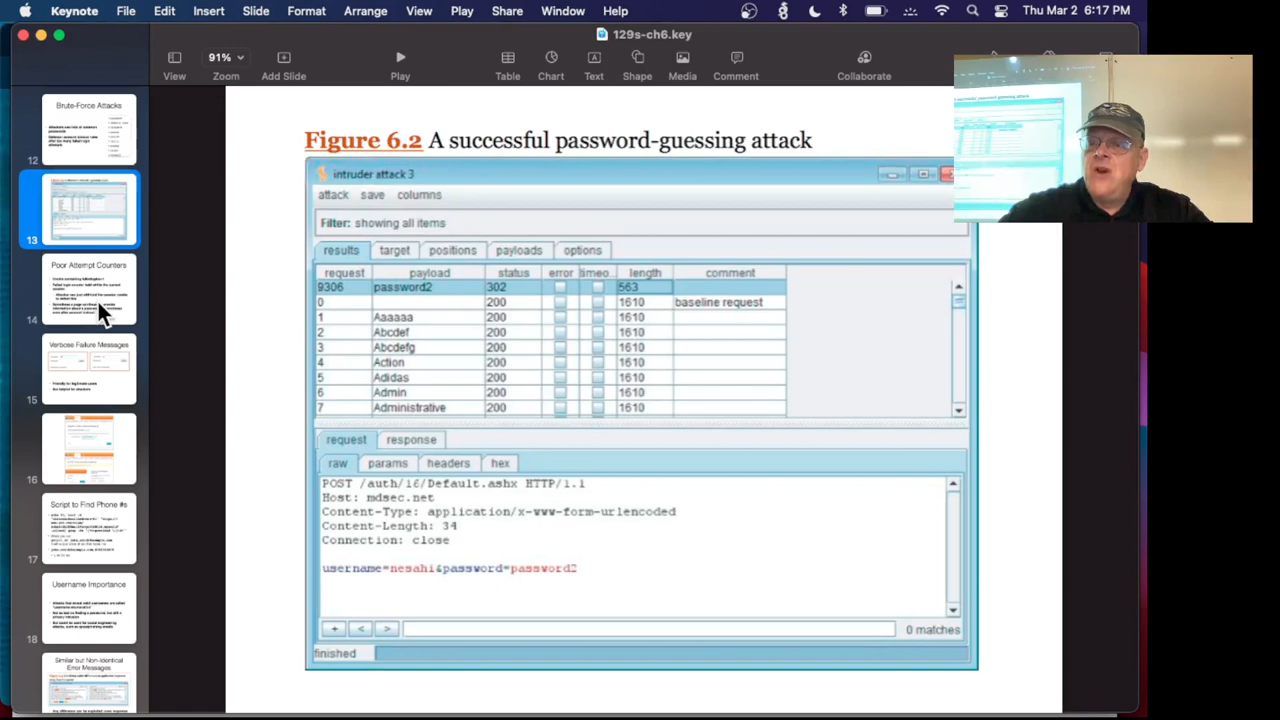 Keynote File Edit Insert Slide Format Arrange View Play Share Window Help Thu Mar 2 6:17 PM
129s-ch6.key
91%
View Zoom Add Slide Play Table Chart Text Shape Media Comment Collaborate
Brute-Force Attacks
12
13
Poor Attempt Counters
14
Verbose Failure Messages
15
16
Script to Find Phone #s
17
Username Importance
18
Similar but Non-Identical
Error Messages
Figure 6.2 A successful password-guessing attack
intruder attack 3
attack save columns
Filter: showing all items
results target positions payloads options
request payload status error timeo... length comment
9306 password2 302 563
0 200 1610 baseline request
1 Aaaaaa 200 1610
2 Abcdef 200 1610
3 Abcdefg 200 1610
4 Action 200 1610
5 Adidas 200 1610
6 Admin 200 1610
7 Administrative 200 1610
request response
raw params headers hex
POST /auth/16/Default.ashx HTTP/1.1
Host: mdsec.net
Content-Type: application/x-www-form-urlencoded
Content-Length: 34
Connection: close
username=nesahi&password=password2
+ < > 0 matches
finished